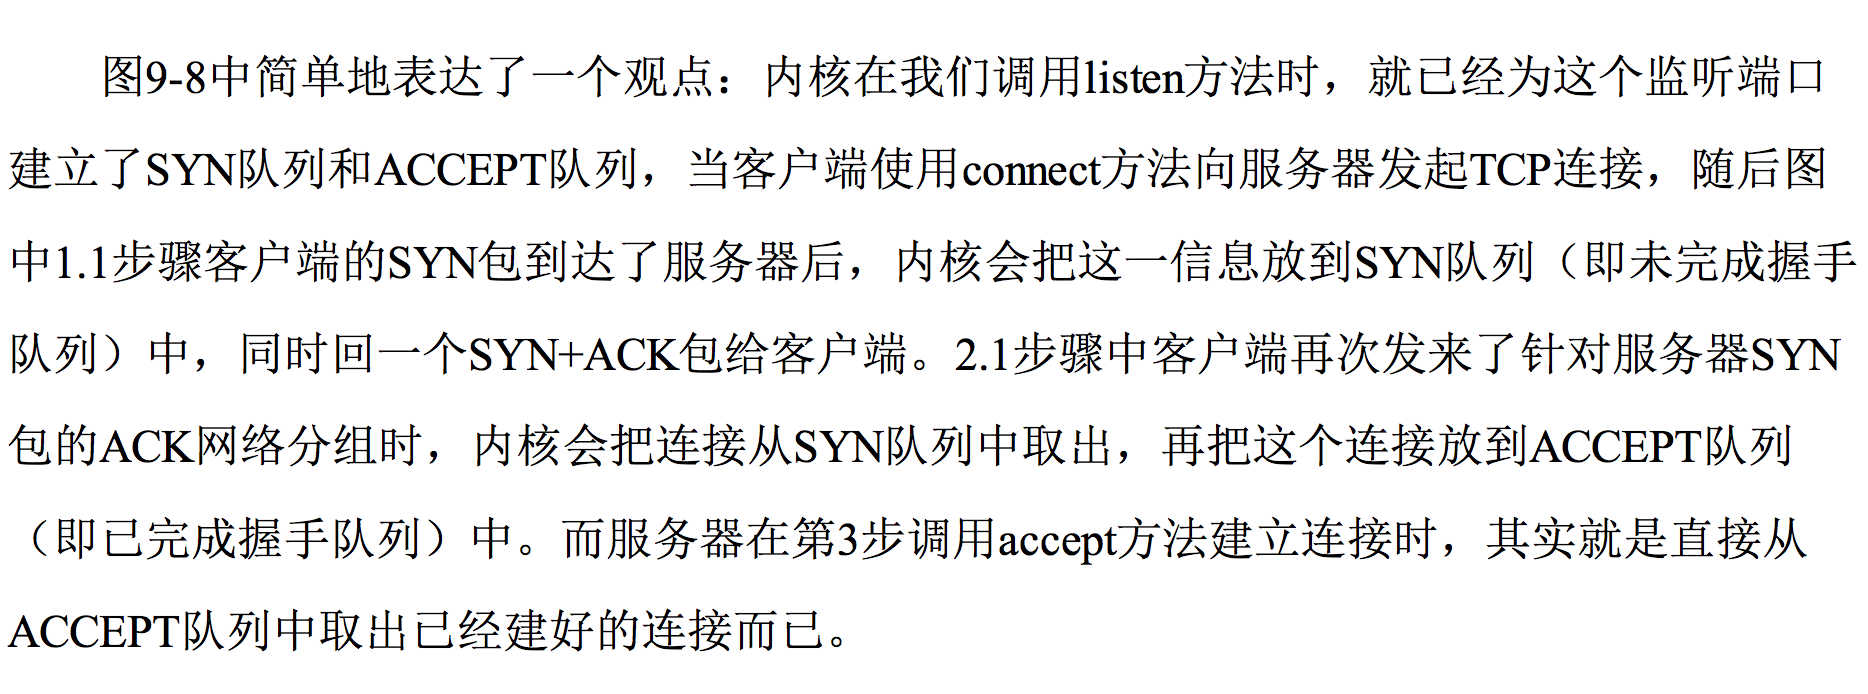 图9-8中简单地表达了一个观点：内核在我们调用listen方法时，就已经为这个监听端口
建立了SYN队列和ACCEPT队列，当客户端使用connect方法向服务器发起TCP连接，随后图
中1.1步骤客户端的SYN包到达了服务器后，内核会把这一信息放到SYN队列（即未完成握手
队列）中，同时回一个SYN+ACK包给客户端。2.1步骤中客户端再次发来了针对服务器SYN
包的ACK网络分组时，内核会把连接从SYN队列中取出，再把这个连接放到ACCEPT队列
（即已完成握手队列）中。而服务器在第3步调用accept方法建立连接时，其实就是直接从
ACCEPT队列中取出已经建好的连接而已。